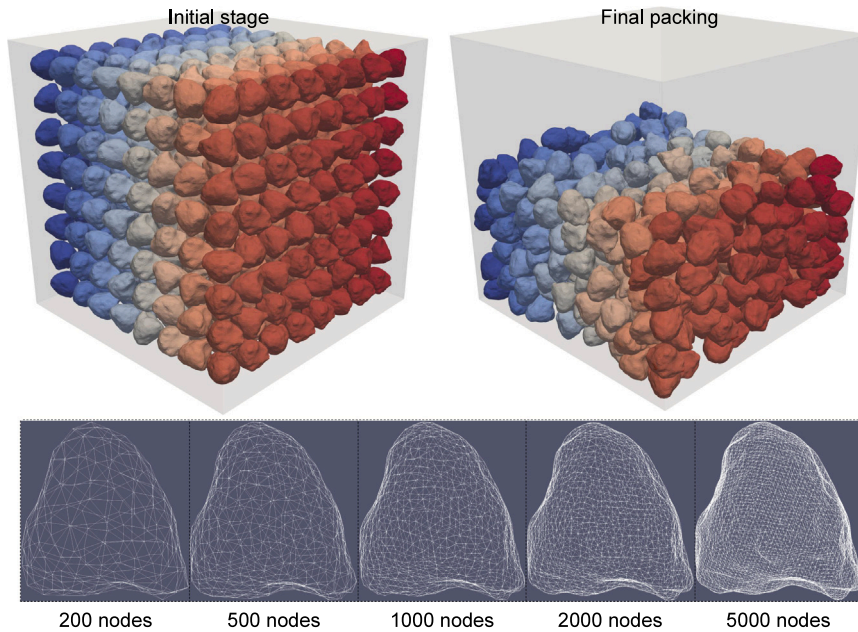 Initial stage
Final packing
200 nodes
500 nodes
1000 nodes
2000 nodes
5000 nodes